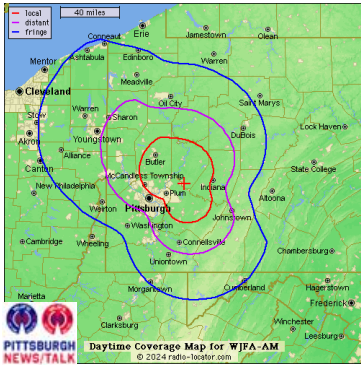 local
distant
fringe
40 miles
Erie
Jamestown
Olean
Conneaut
Ashtabula
Edinboro
Warren
Mentor
Meadville
Cleveland
Oil City
Saint Marys
Stow
Warren
Sharon
Akron
Youngstown
DuBois
Lock Haven
Alliance
Butler
Canton
State College
McCandless Township
Indiana
New Philadelphia
Plum
Altoona
Weirton
Pittsburgh
Johnstown
Washington
Cambridge
Wheeling
Connellsville
Chambersburg
Uniontown
Morgantown
Cumberland
Hagerstown
Marietta
Frederick
Clarksburg
Winchester
Leesburg
PITTSBURGH
NEWS/TALK
Daytime Coverage Map for WJFA-AM
© 2024 radio-locator.com